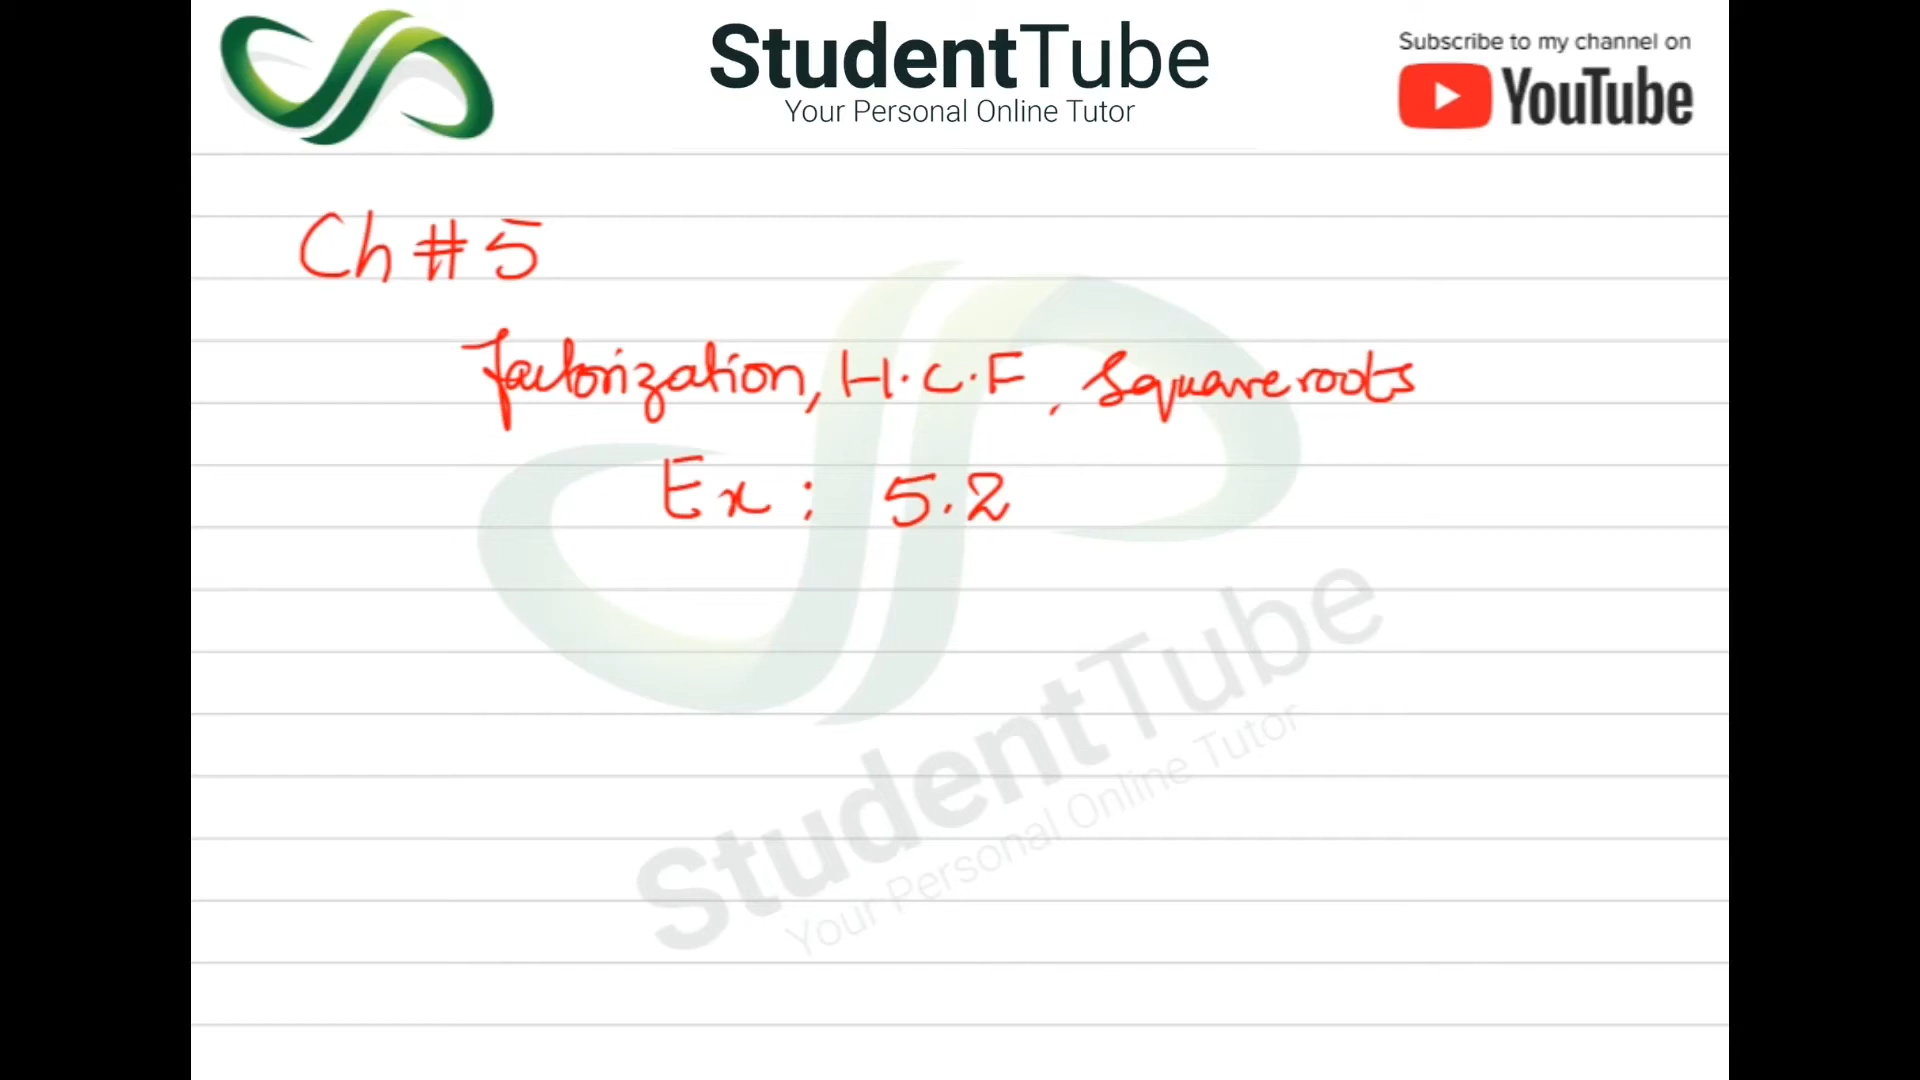 StudentTube
Your Personal Online Tutor
Subscribe to my channel on
YouTube
Ch # 5
Factorization, H.C.F, Square roots
Ex : 5.2
StudentTube
Your Personal Online Tutor